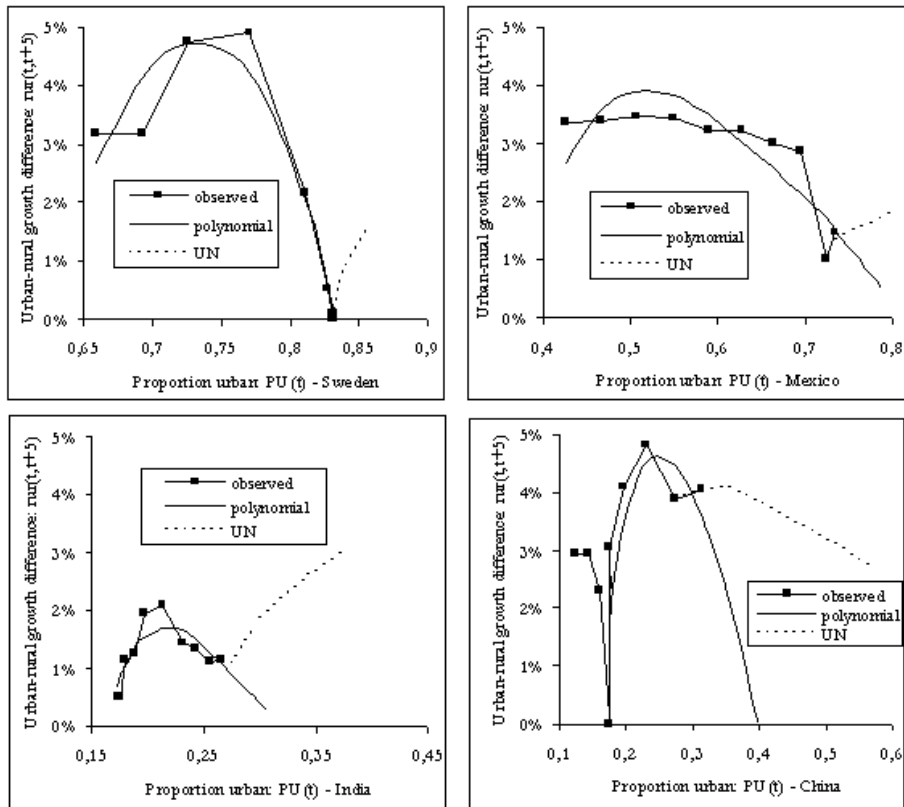 Urban-rural growth difference: rur(t,t+5)
5%
4%
3%
2%
1%
0%
observed
polynomial
UN
0,65 0,7 0,75 0,8 0,85 0,9
Proportion urban: PU (t) - Sweden
Urban-rural growth difference: rur(t,t+5)
5%
4%
3%
2%
1%
0%
observed
polynomial
UN
0,4 0,5 0,6 0,7 0,8
Proportion urban: PU (t) - Mexico
Urban-rural growth difference: rur(t,t+5)
5%
4%
3%
2%
1%
0%
observed
polynomial
UN
0,15 0,25 0,35 0,45
Proportion urban: PU (t) - India
Urban-rural growth difference: rur(t,t+5)
5%
4%
3%
2%
1%
0%
observed
polynomial
UN
0,1 0,2 0,3 0,4 0,5 0,6
Proportion urban: PU (t) - China